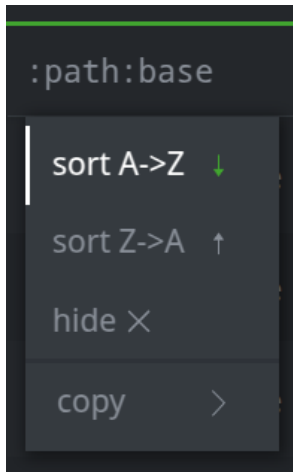 :path:base
sort A->Z ↓
sort Z->A ↑
hide ×
copy >